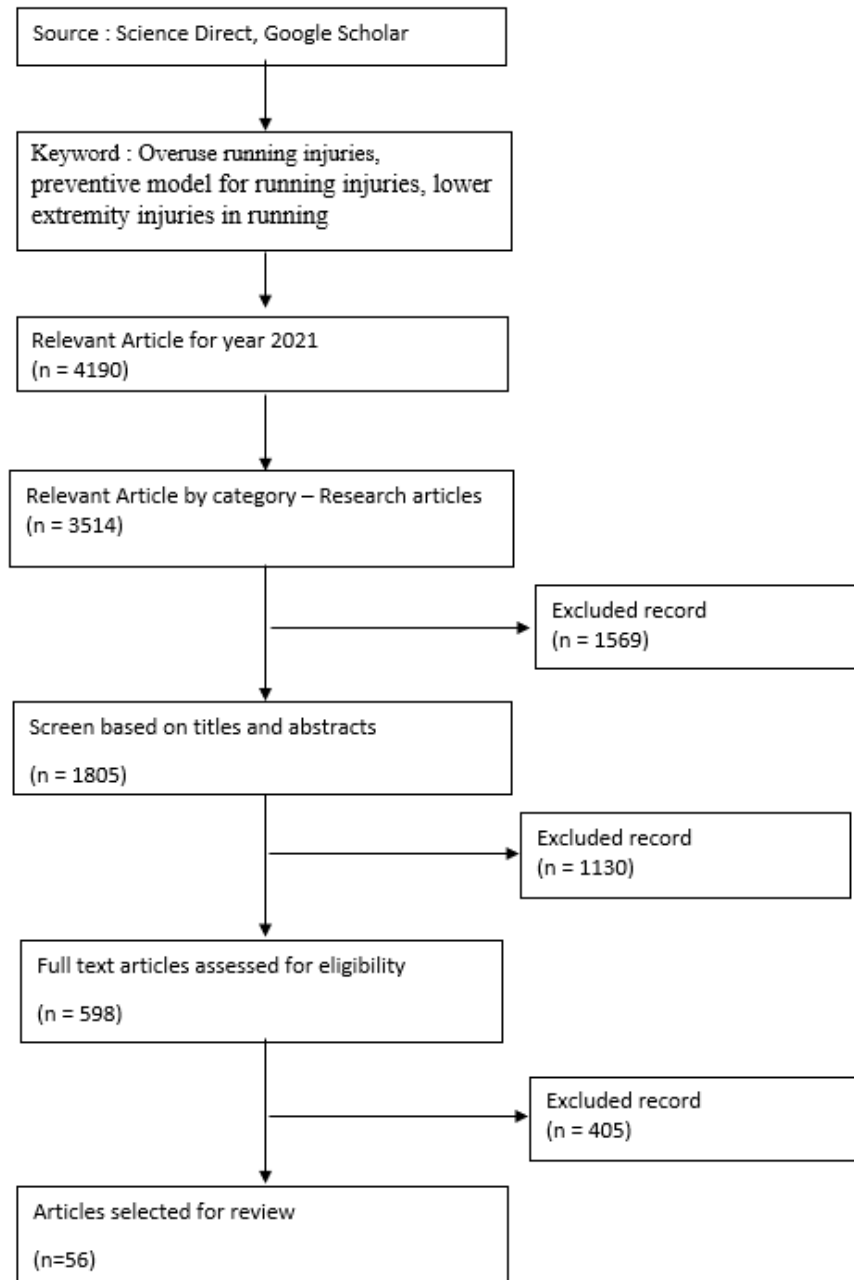 Source : Science Direct, Google Scholar
Keyword : Overuse running injuries,
preventive model for running injuries, lower
extremity injuries in running
Relevant Article for year 2021
(n = 4190)
Relevant Article by category – Research articles
(n = 3514)
Excluded record
(n = 1569)
Screen based on titles and abstracts
(n = 1805)
Excluded record
(n = 1130)
Full text articles assessed for eligibility
(n = 598)
Excluded record
(n = 405)
Articles selected for review
(n=56)